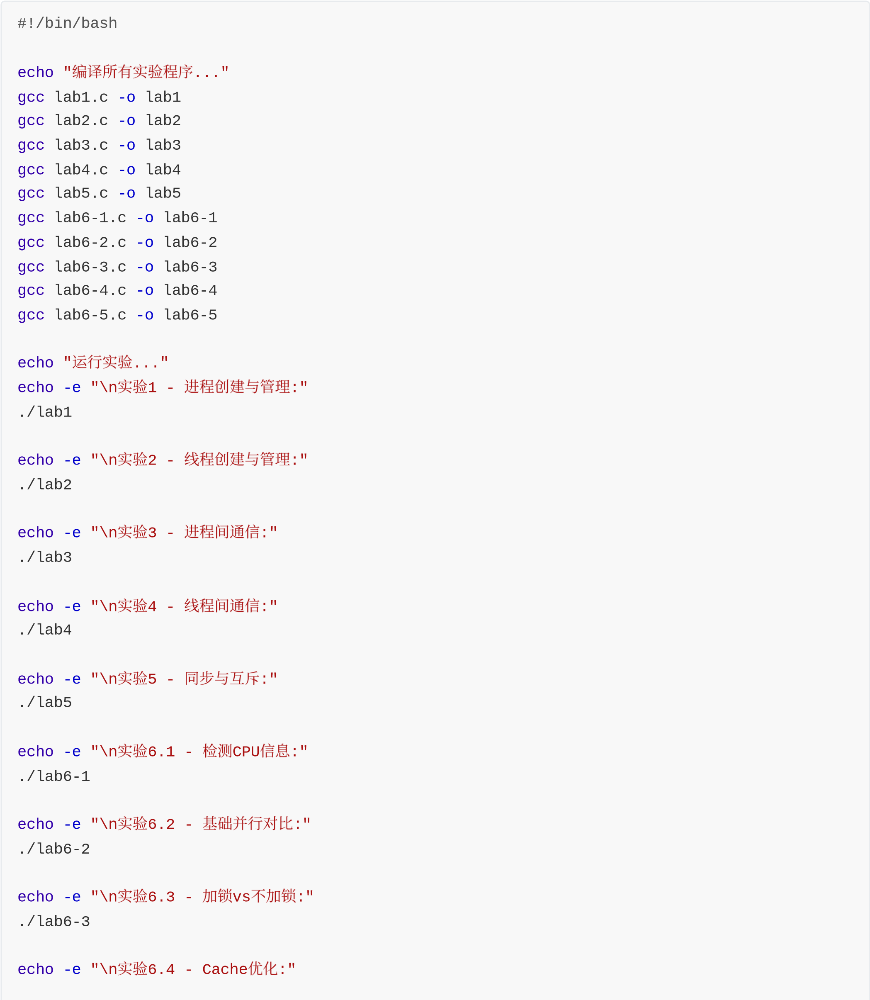 #!/bin/bash
echo "编译所有实验程序..."
gcc lab1.c -o lab1
gcc lab2.c -o lab2
gcc lab3.c -o lab3
gcc lab4.c -o lab4
gcc lab5.c -o lab5
gcc lab6-1.c -o lab6-1
gcc lab6-2.c -o lab6-2
gcc lab6-3.c -o lab6-3
gcc lab6-4.c -o lab6-4
gcc lab6-5.c -o lab6-5
echo "运行实验..."
echo -e "\n实验1 - 进程创建与管理:"
./lab1
echo -e "\n实验2 - 线程创建与管理:"
./lab2
echo -e "\n实验3 - 进程间通信:"
./lab3
echo -e "\n实验4 - 线程间通信:"
./lab4
echo -e "\n实验5 - 同步与互斥:"
./lab5
echo -e "\n实验6.1 - 检测CPU信息:"
./lab6-1
echo -e "\n实验6.2 - 基础并行对比:"
./lab6-2
echo -e "\n实验6.3 - 加锁vs不加锁:"
./lab6-3
echo -e "\n实验6.4 - Cache优化:"